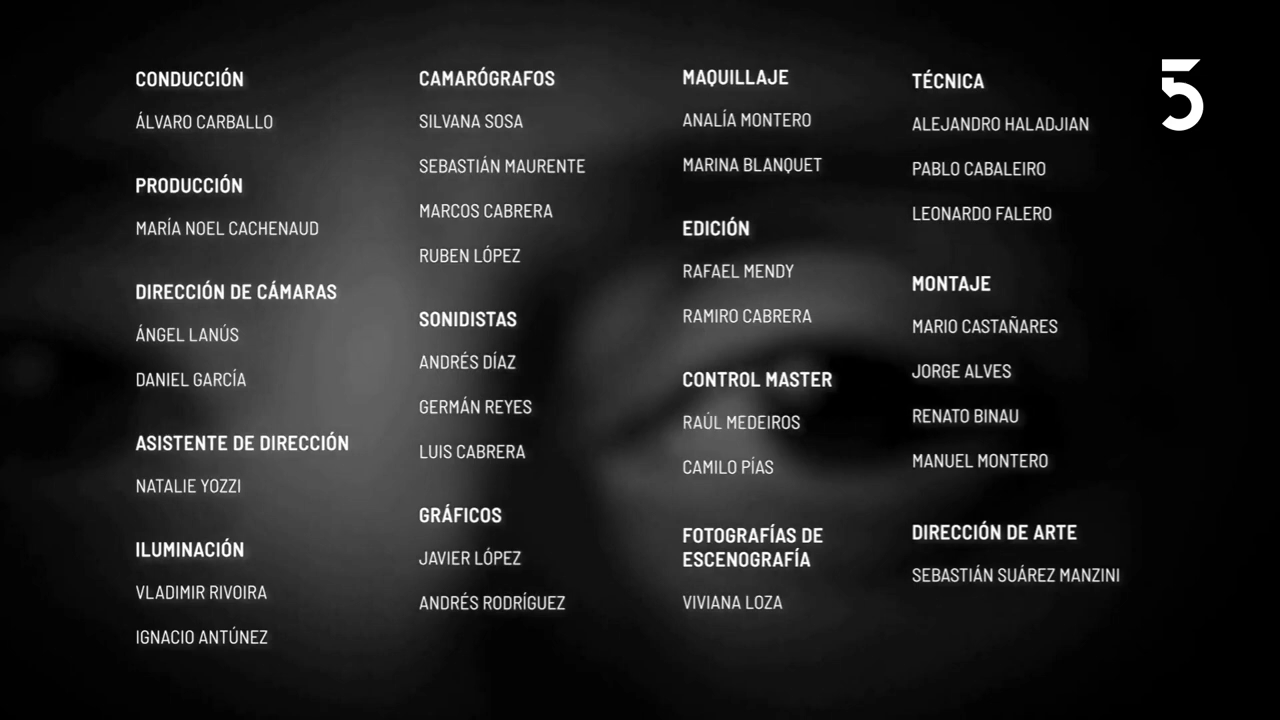 CONDUCCIÓN
ÁLVARO CARBALLO
PRODUCCIÓN
MARÍA NOEL CACHENAUD
DIRECCIÓN DE CÁMARAS
ÁNGEL LANÚS
DANIEL GARCÍA
ASISTENTE DE DIRECCIÓN
NATALIE YOZZI
ILUMINACIÓN
VLADIMIR RIVOIRA
IGNACIO ANTÚNEZ
CAMARÓGRAFOS
SILVANA SOSA
SEBASTIÁN MAURENTE
MARCOS CABRERA
RUBEN LÓPEZ
SONIDISTAS
ANDRÉS DÍAZ
GERMÁN REYES
LUIS CABRERA
GRÁFICOS
JAVIER LÓPEZ
ANDRÉS RODRÍGUEZ
MAQUILLAJE
ANALÍA MONTERO
MARINA BLANQUET
EDICIÓN
RAFAEL MENDY
RAMIRO CABRERA
CONTROL MASTER
RAÚL MEDEIROS
CAMILO PÍAS
FOTOGRAFÍAS DE
ESCENOGRAFÍA
VIVIANA LOZA
TÉCNICA
ALEJANDRO HALADJIAN
PABLO CABALEIRO
LEONARDO FALERO
MONTAJE
MARIO CASTAÑARES
JORGE ALVES
RENATO BINAU
MANUEL MONTERO
DIRECCIÓN DE ARTE
SEBASTIÁN SUÁREZ MANZINI
5